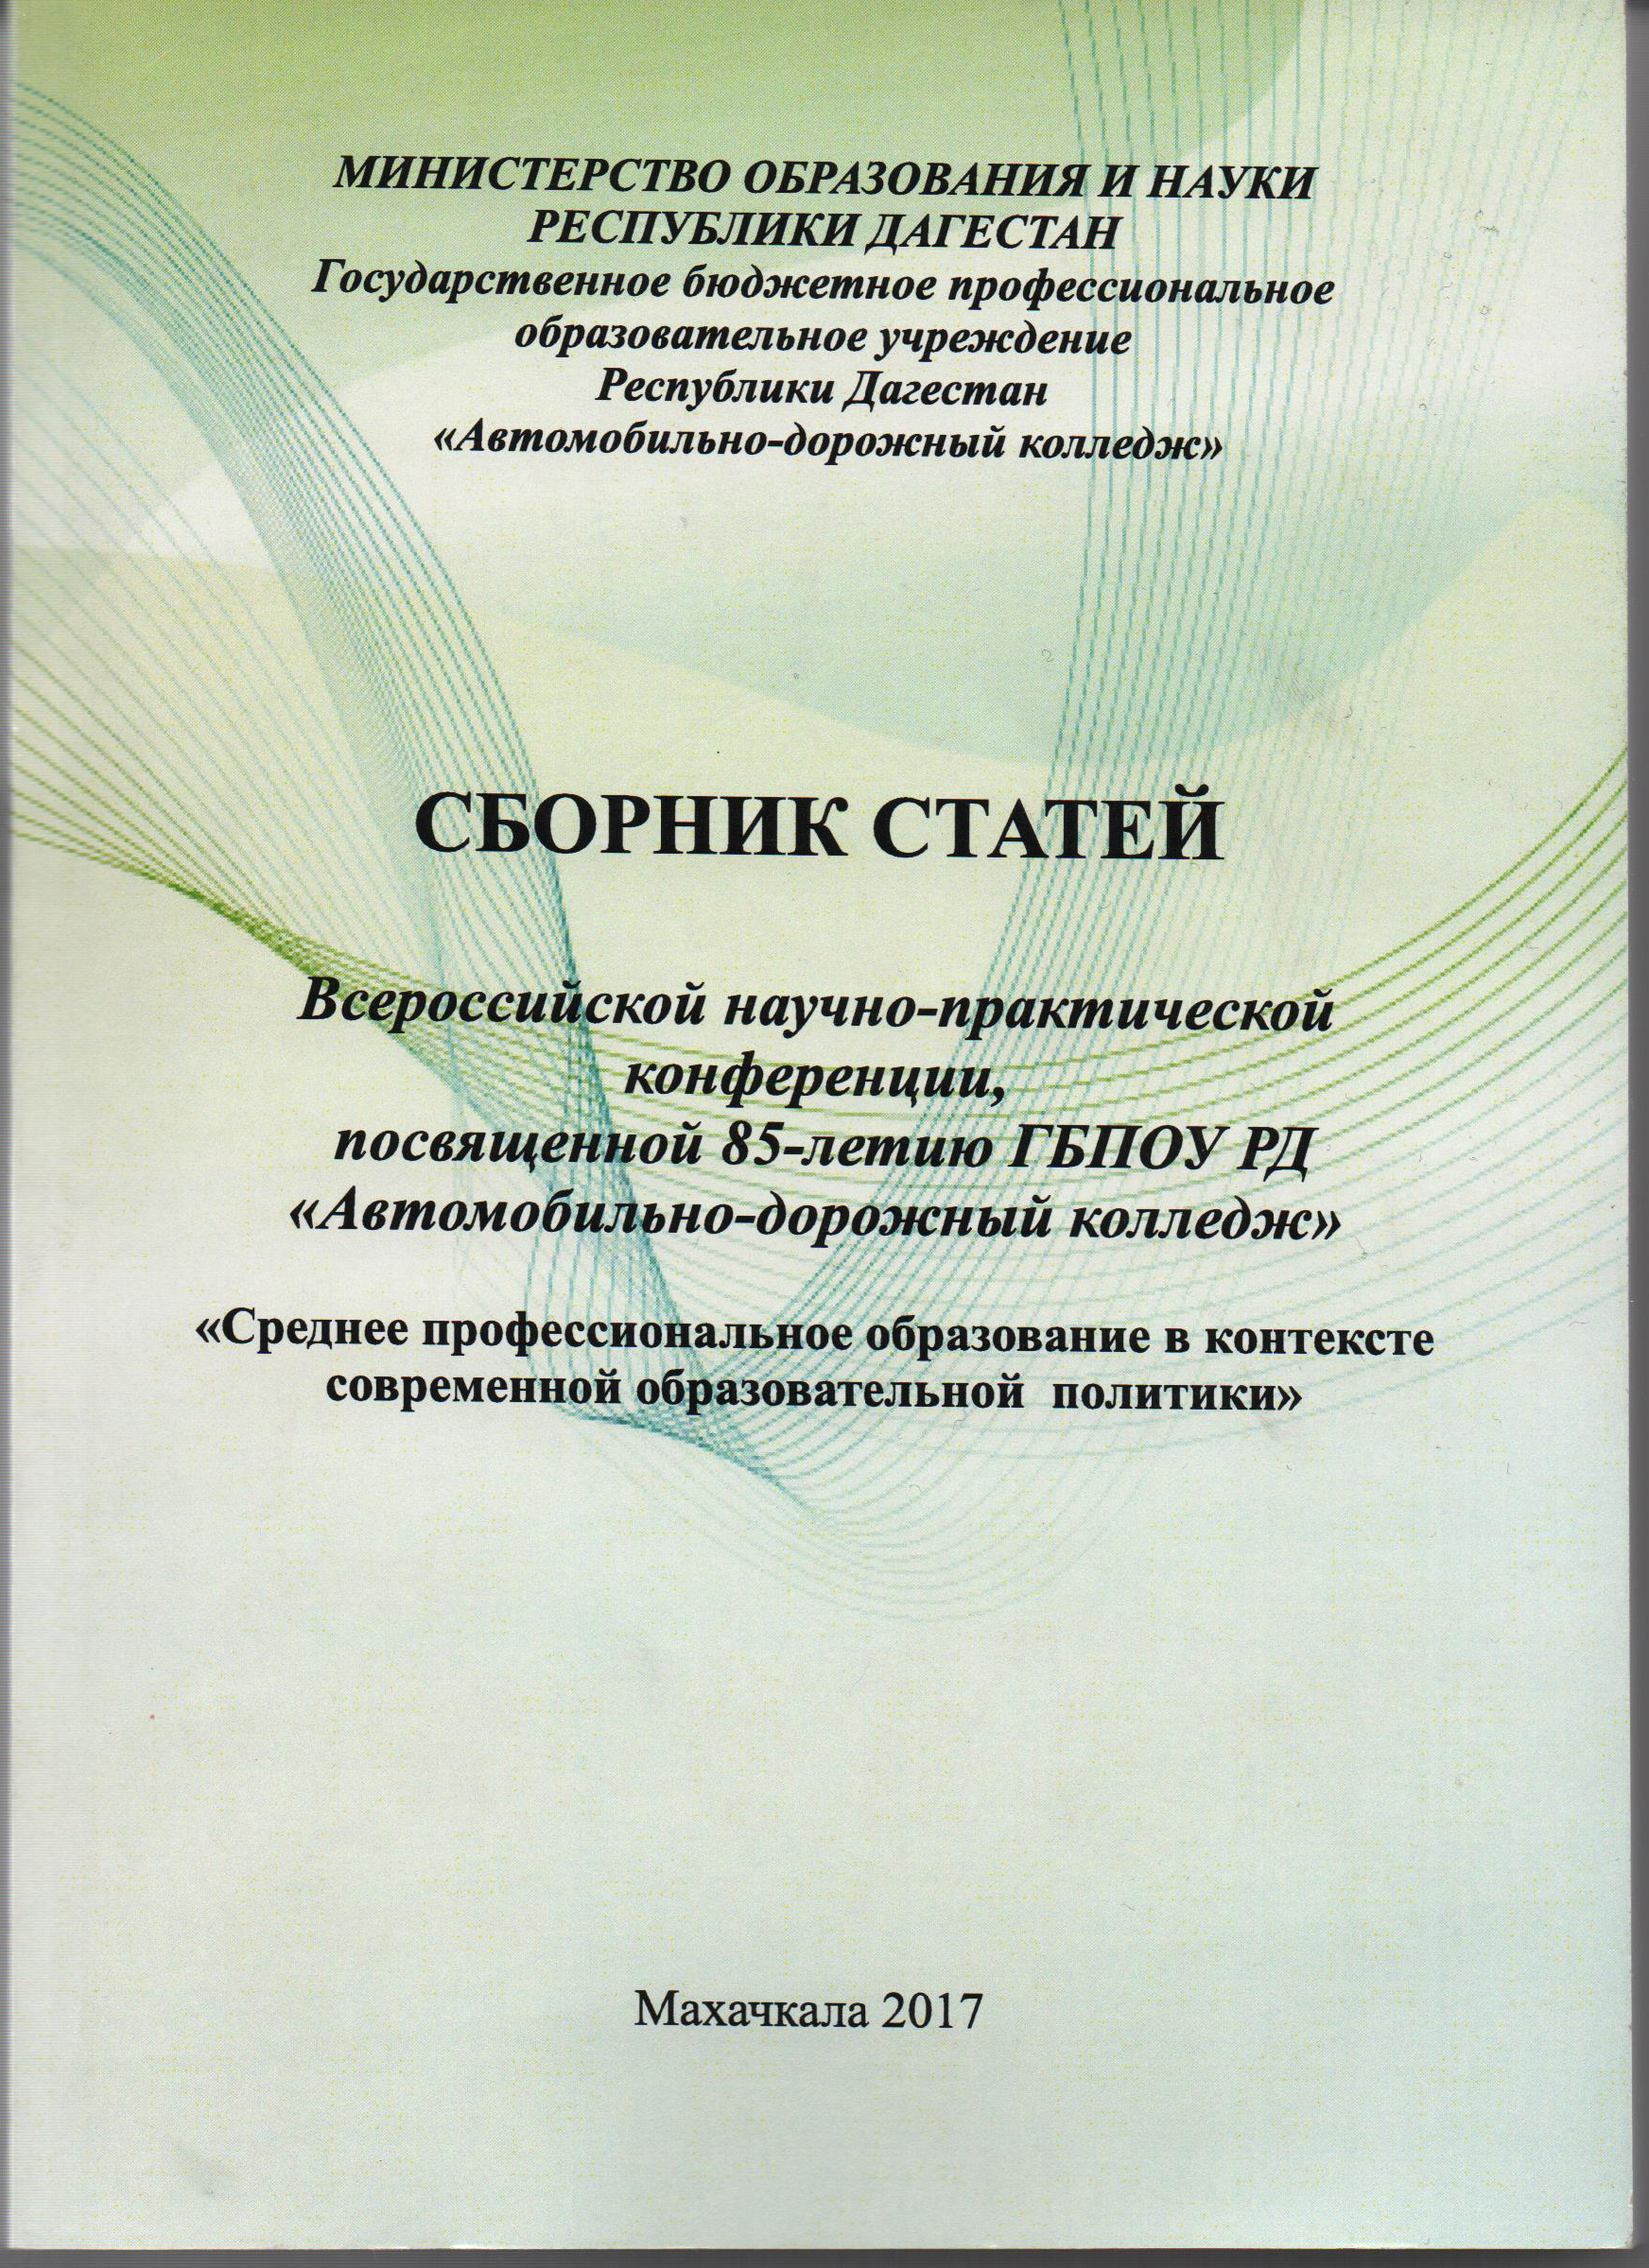 МИНИСТЕРСТВО ОБРАЗОВАНИЯ И НАУКИ
РЕСПУБЛИКИ ДАГЕСТАН
Государственное бюджетное профессиональное
образовательное учреждение
Республики Дагестан
«Автомобильно-дорожный колледж»
СБОРНИК СТАТЕЙ
Всероссийской научно-практической
конференции,
посвященной 85-летию ГБПОУ РД
«Автомобильно-дорожный колледж»
«Среднее профессиональное образование в контексте
современной образовательной политики»
Махачкала 2017